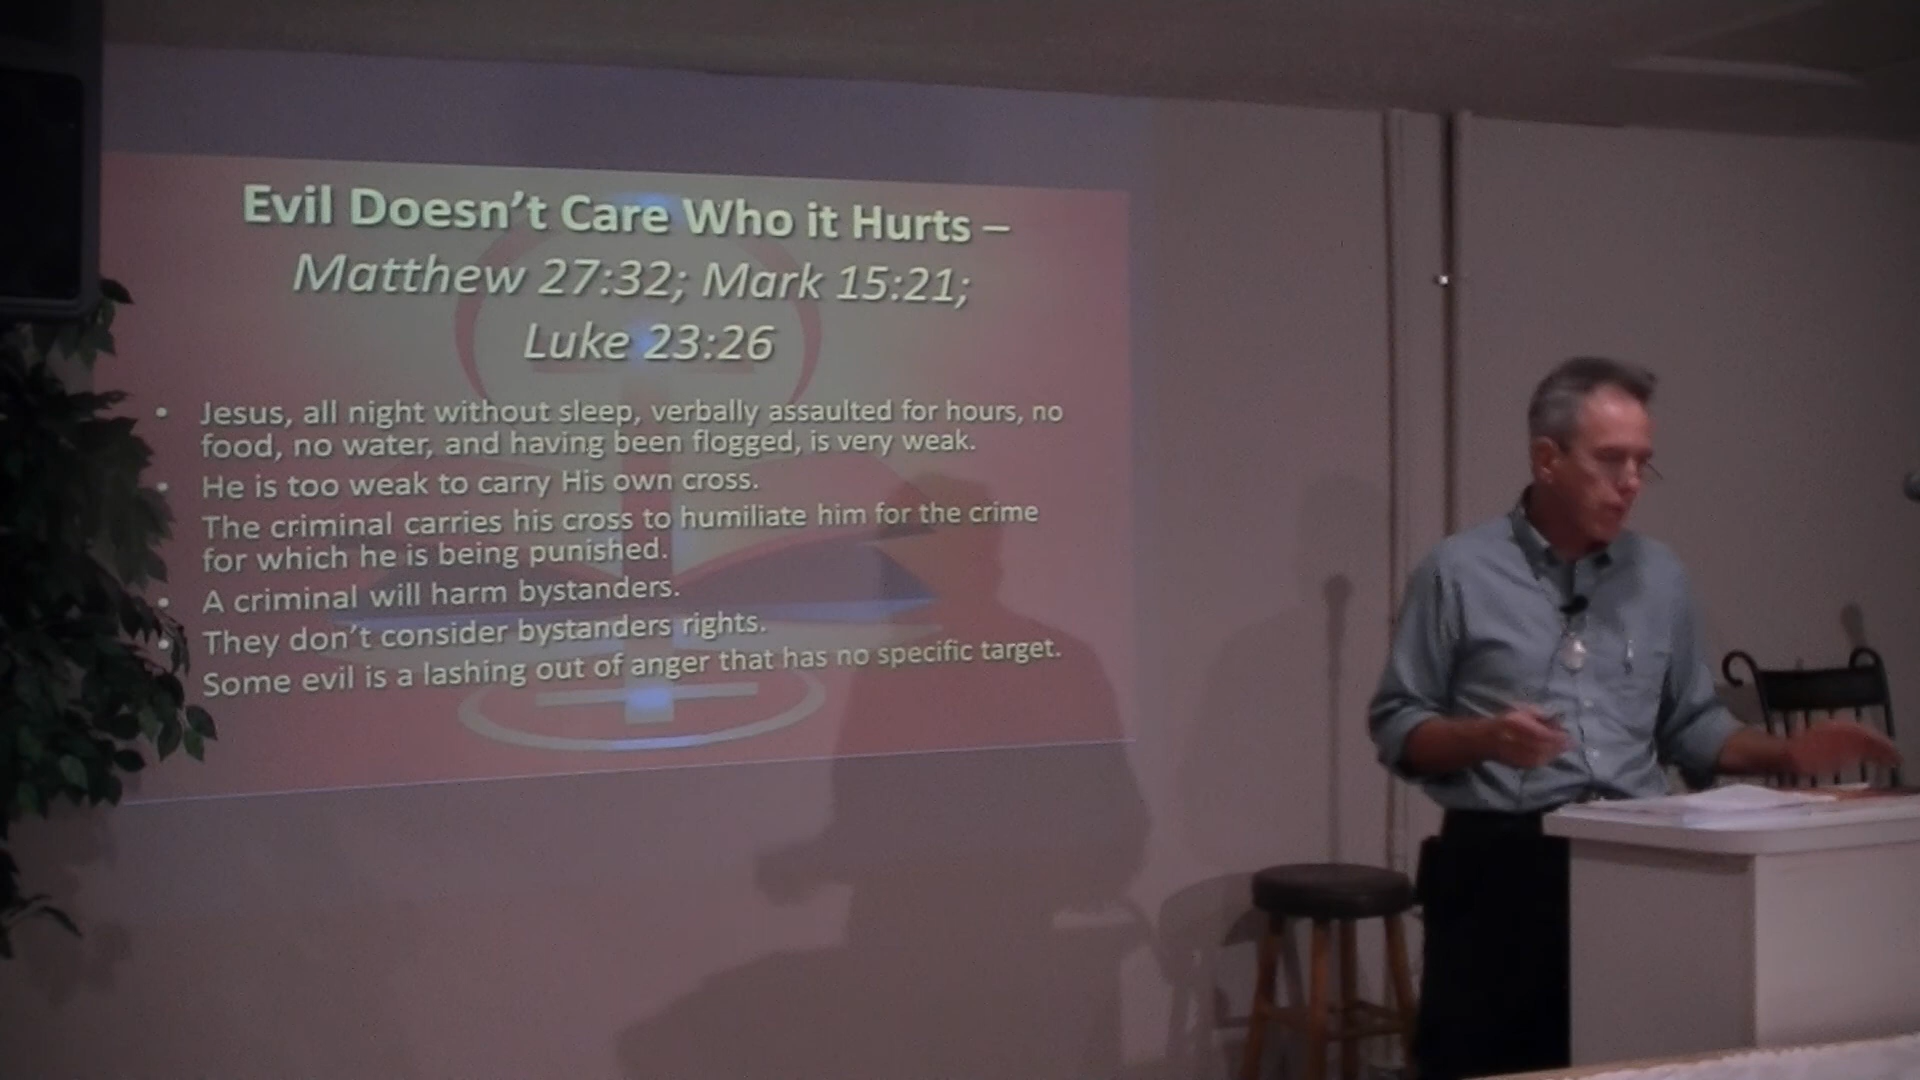 Evil Doesn't Care Who it Hurts –
Matthew 27:32; Mark 15:21;
Luke 23:26
• Jesus, all night without sleep, verbally assaulted for hours, no
food, no water, and having been flogged, is very weak.
• He is too weak to carry His own cross.
The criminal carries his cross to humiliate him for the crime
for which he is being punished.
• A criminal will harm bystanders.
• They don't consider bystanders rights.
Some evil is a lashing out of anger that has no specific target.